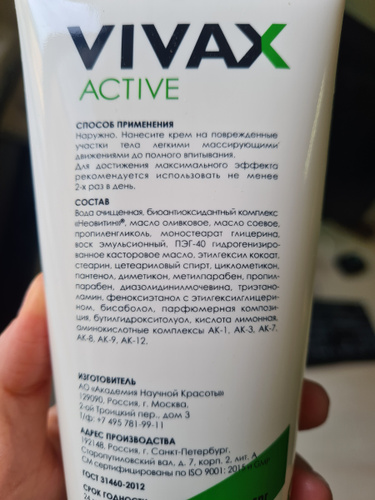 VIVAX
ACTIVE
СПОСОБ ПРИМЕНЕНИЯ
Наружно. Нанесите крем на поврежденные
участки тела легкими массирующими
движениями до полного впитывания.
Для достижения максимального эффекта
рекомендуется использовать не менее
2-х раз в день.
СОСТАВ
Вода очищенная, биоантиоксидантный комплекс
«Неовитин»®, масло оливковое, масло соевое,
пропиленгликоль, моностеарат глицерина,
воск эмульсионный, ПЭГ-40 гидрогенизиро-
ванное касторовое масло, этилгексил кокоат,
стеарин, цетеариловый спирт, циклометикон,
пантенол, диметикон, метилпарабен, пропил-
парабен, диазолидинилмочевина, триэтано-
ламин, феноксиэтанол с этилгексилглицери-
ном, бисаболол, парфюмерная компози-
ция, бутилгидрокситолуол, кислота лимонная,
аминокислотные комплексы АК-1, АК-3, АК-7,
АК-8, АК-9, АК-12.
ИЗГОТОВИТЕЛЬ
АО «Академия Научной Красоты»
129090, Россия, г. Москва,
2-ой Троицкий пер., дом 3
Т/ф: +7 495 781-99-11
АДРЕС ПРОИЗВОДСТВА
192148, Россия, г. Санкт-Петербург,
Старопутиловский вал, д. 7, корп. 2, лит. А
СМ сертифицированы по ISO 9001:
ГОСТ 31460-2012
СРОК ГОДНОСТИ